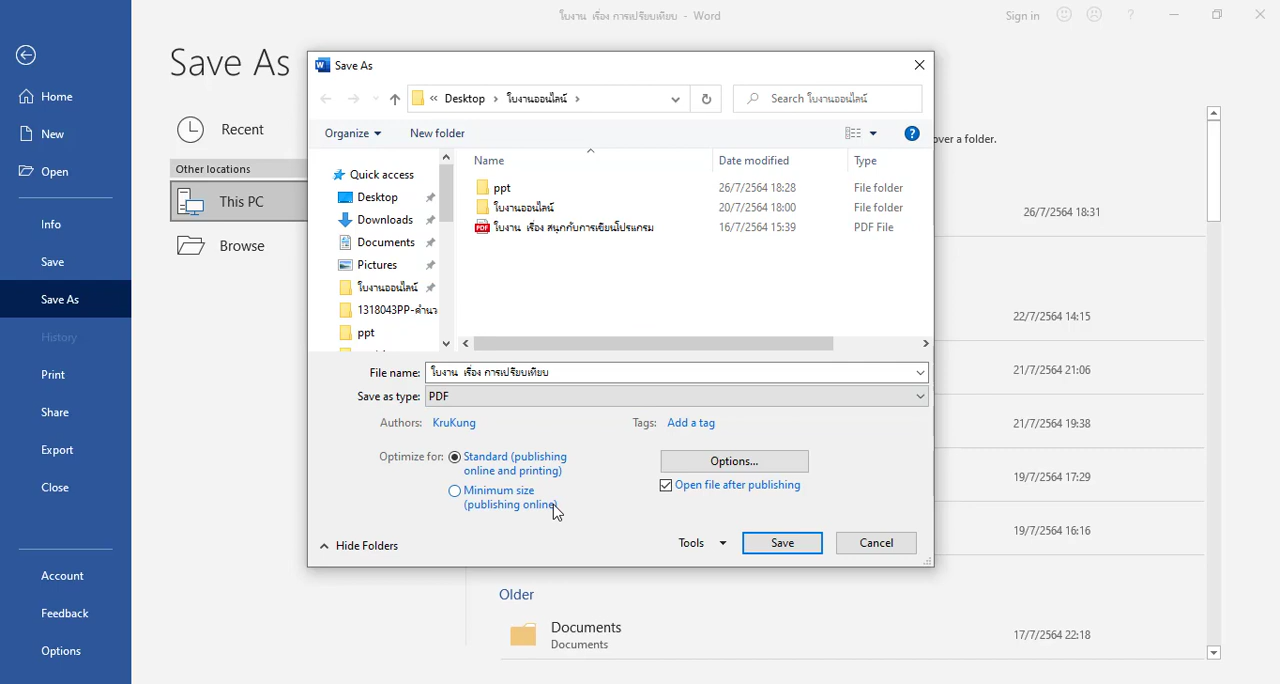 ใบงาน เรื่อง การเปรียบเทียบ - Word
Sign in
?
Save As
Home
New
Open
Info
Save
Save As
History
Print
Share
Export
Close
Account
Feedback
Options
Recent
Other locations
This PC
Browse
over a folder.
26/7/2564 18:31
22/7/2564 14:15
21/7/2564 21:06
21/7/2564 19:38
19/7/2564 17:29
19/7/2564 16:16
Older
Documents
Documents
17/7/2564 22:18
Save As
« Desktop › ใบงานออนไลน์ ›
Search ใบงานออนไลน์
Organize
New folder
?
Quick access
Desktop
Downloads
Documents
Pictures
ใบงานออนไลน์
1318043PP-คำนว
ppt
Name Date modified Type
ppt 26/7/2564 18:28 File folder
ใบงานออนไลน์ 20/7/2564 18:00 File folder
PDF ใบงาน เรื่อง สนุกกับการเขียนโปรแกรม 16/7/2564 15:39 PDF File
File name: ใบงาน เรื่อง การเปรียบเทียบ
Save as type: PDF
Authors: KruKung
Tags: Add a tag
Optimize for: Standard (publishing
online and printing)
Minimum size
(publishing online)
Options...
Open file after publishing
Hide Folders
Tools
Save
Cancel